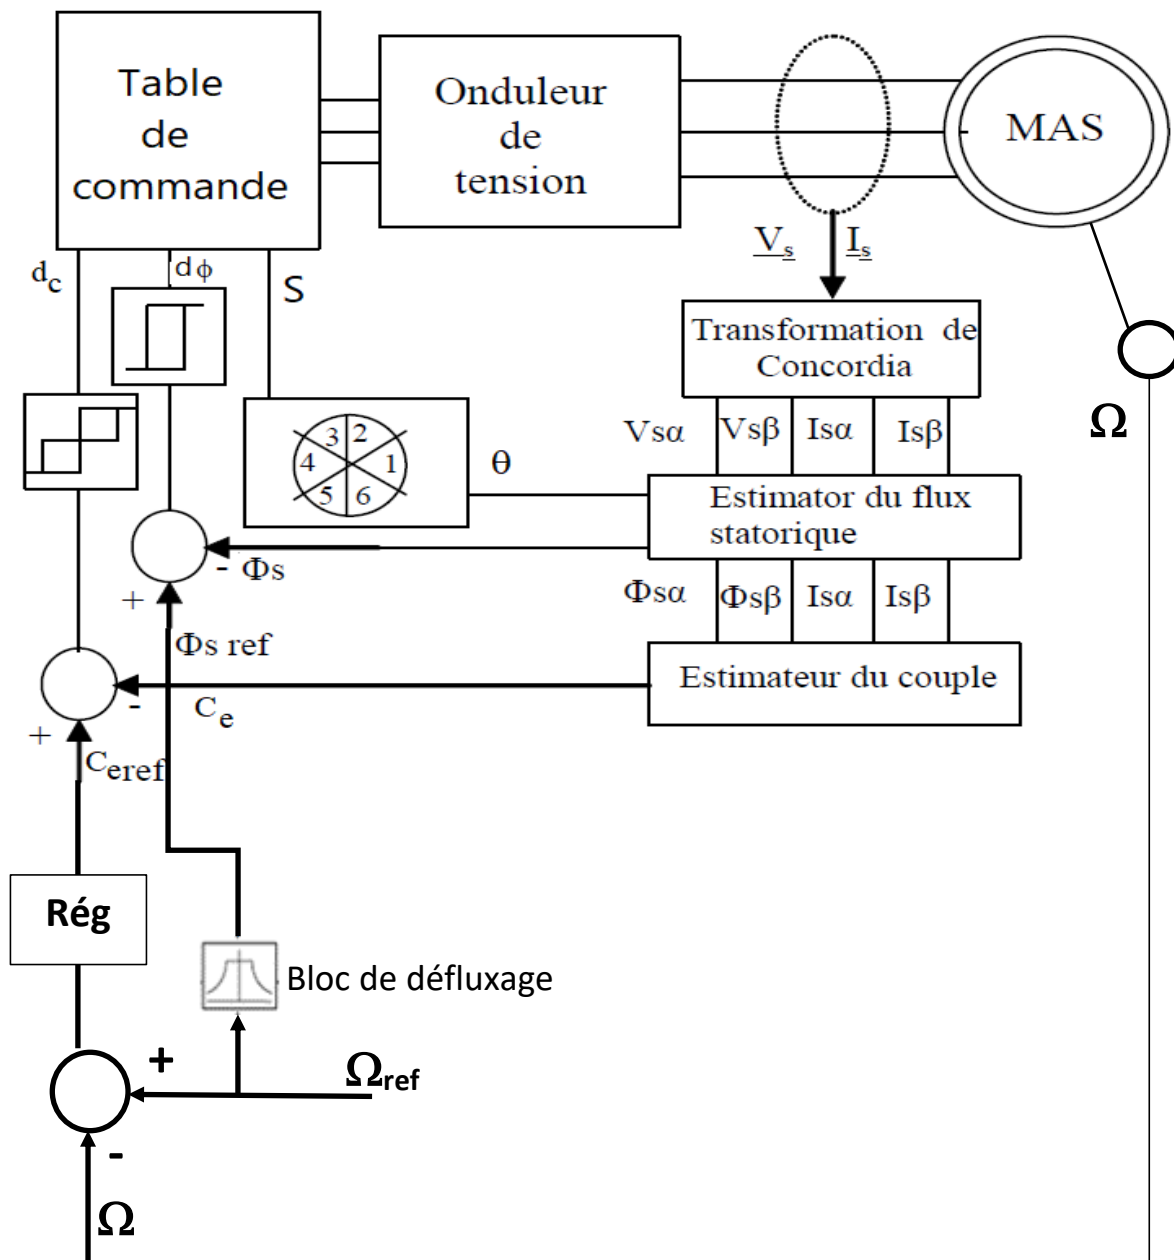 Table
de
commande
Onduleur
de
tension
MAS
V_s I_s
d_c
dϕ
S
Transformation de
Concordia
Ω
Vsα Vsβ Isα Isβ
3 2
4 1
5 6
θ
Estimator du flux
statorique
- Φs
+
Φsα Φsβ Isα Isβ
Φs ref
Estimateur du couple
-
C_e
+
C_eref
Rég
Bloc de défluxage
+
Ω_ref
-
Ω